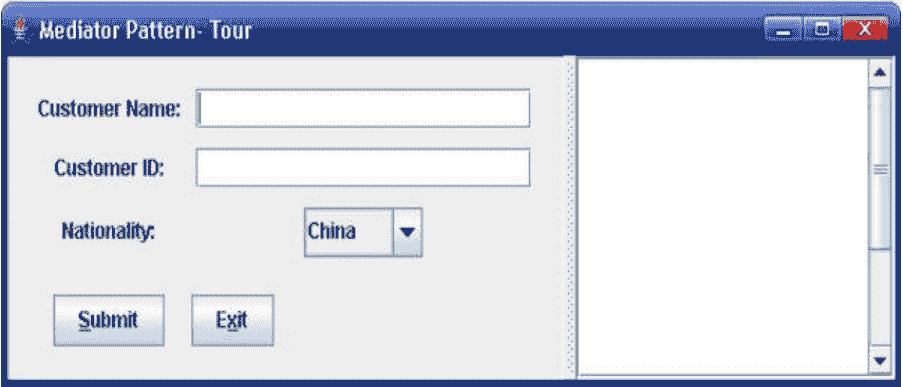 Mediator Pattern- Tour
Customer Name:
Customer ID:
Nationality: China
Submit Exit